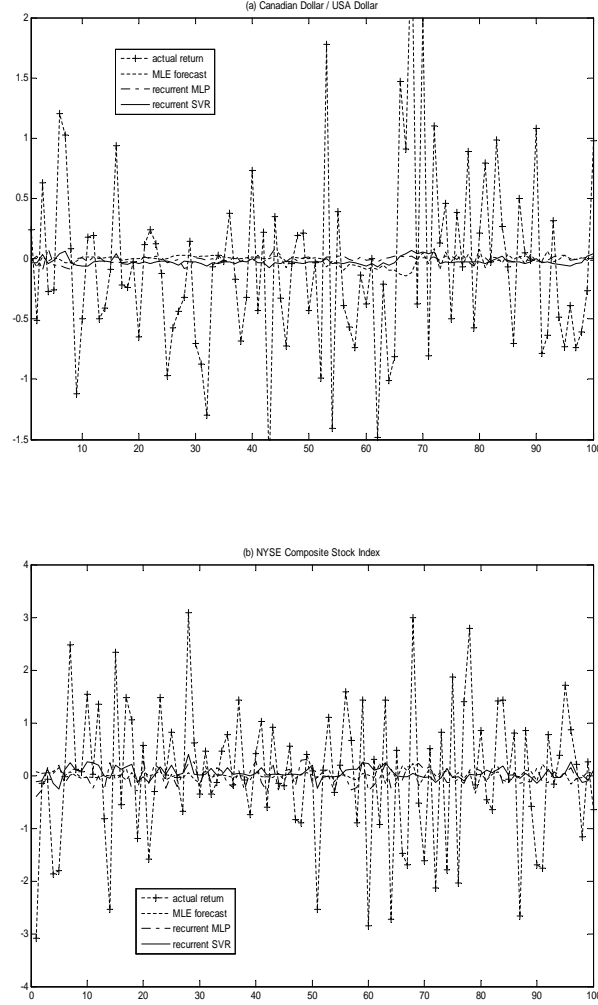 (a) Canadian Dollar / USA Dollar
2
1.5
1
0.5
0
-0.5
-1
-1.5
actual return
MLE forecast
recurrent MLP
recurrent SVR
10 20 30 40 50 60 70 80 90 100
(b) NYSE Composite Stock Index
4
3
2
1
0
-1
-2
-3
-4
actual return
MLE forecast
recurrent MLP
recurrent SVR
10 20 30 40 50 60 70 80 90 100